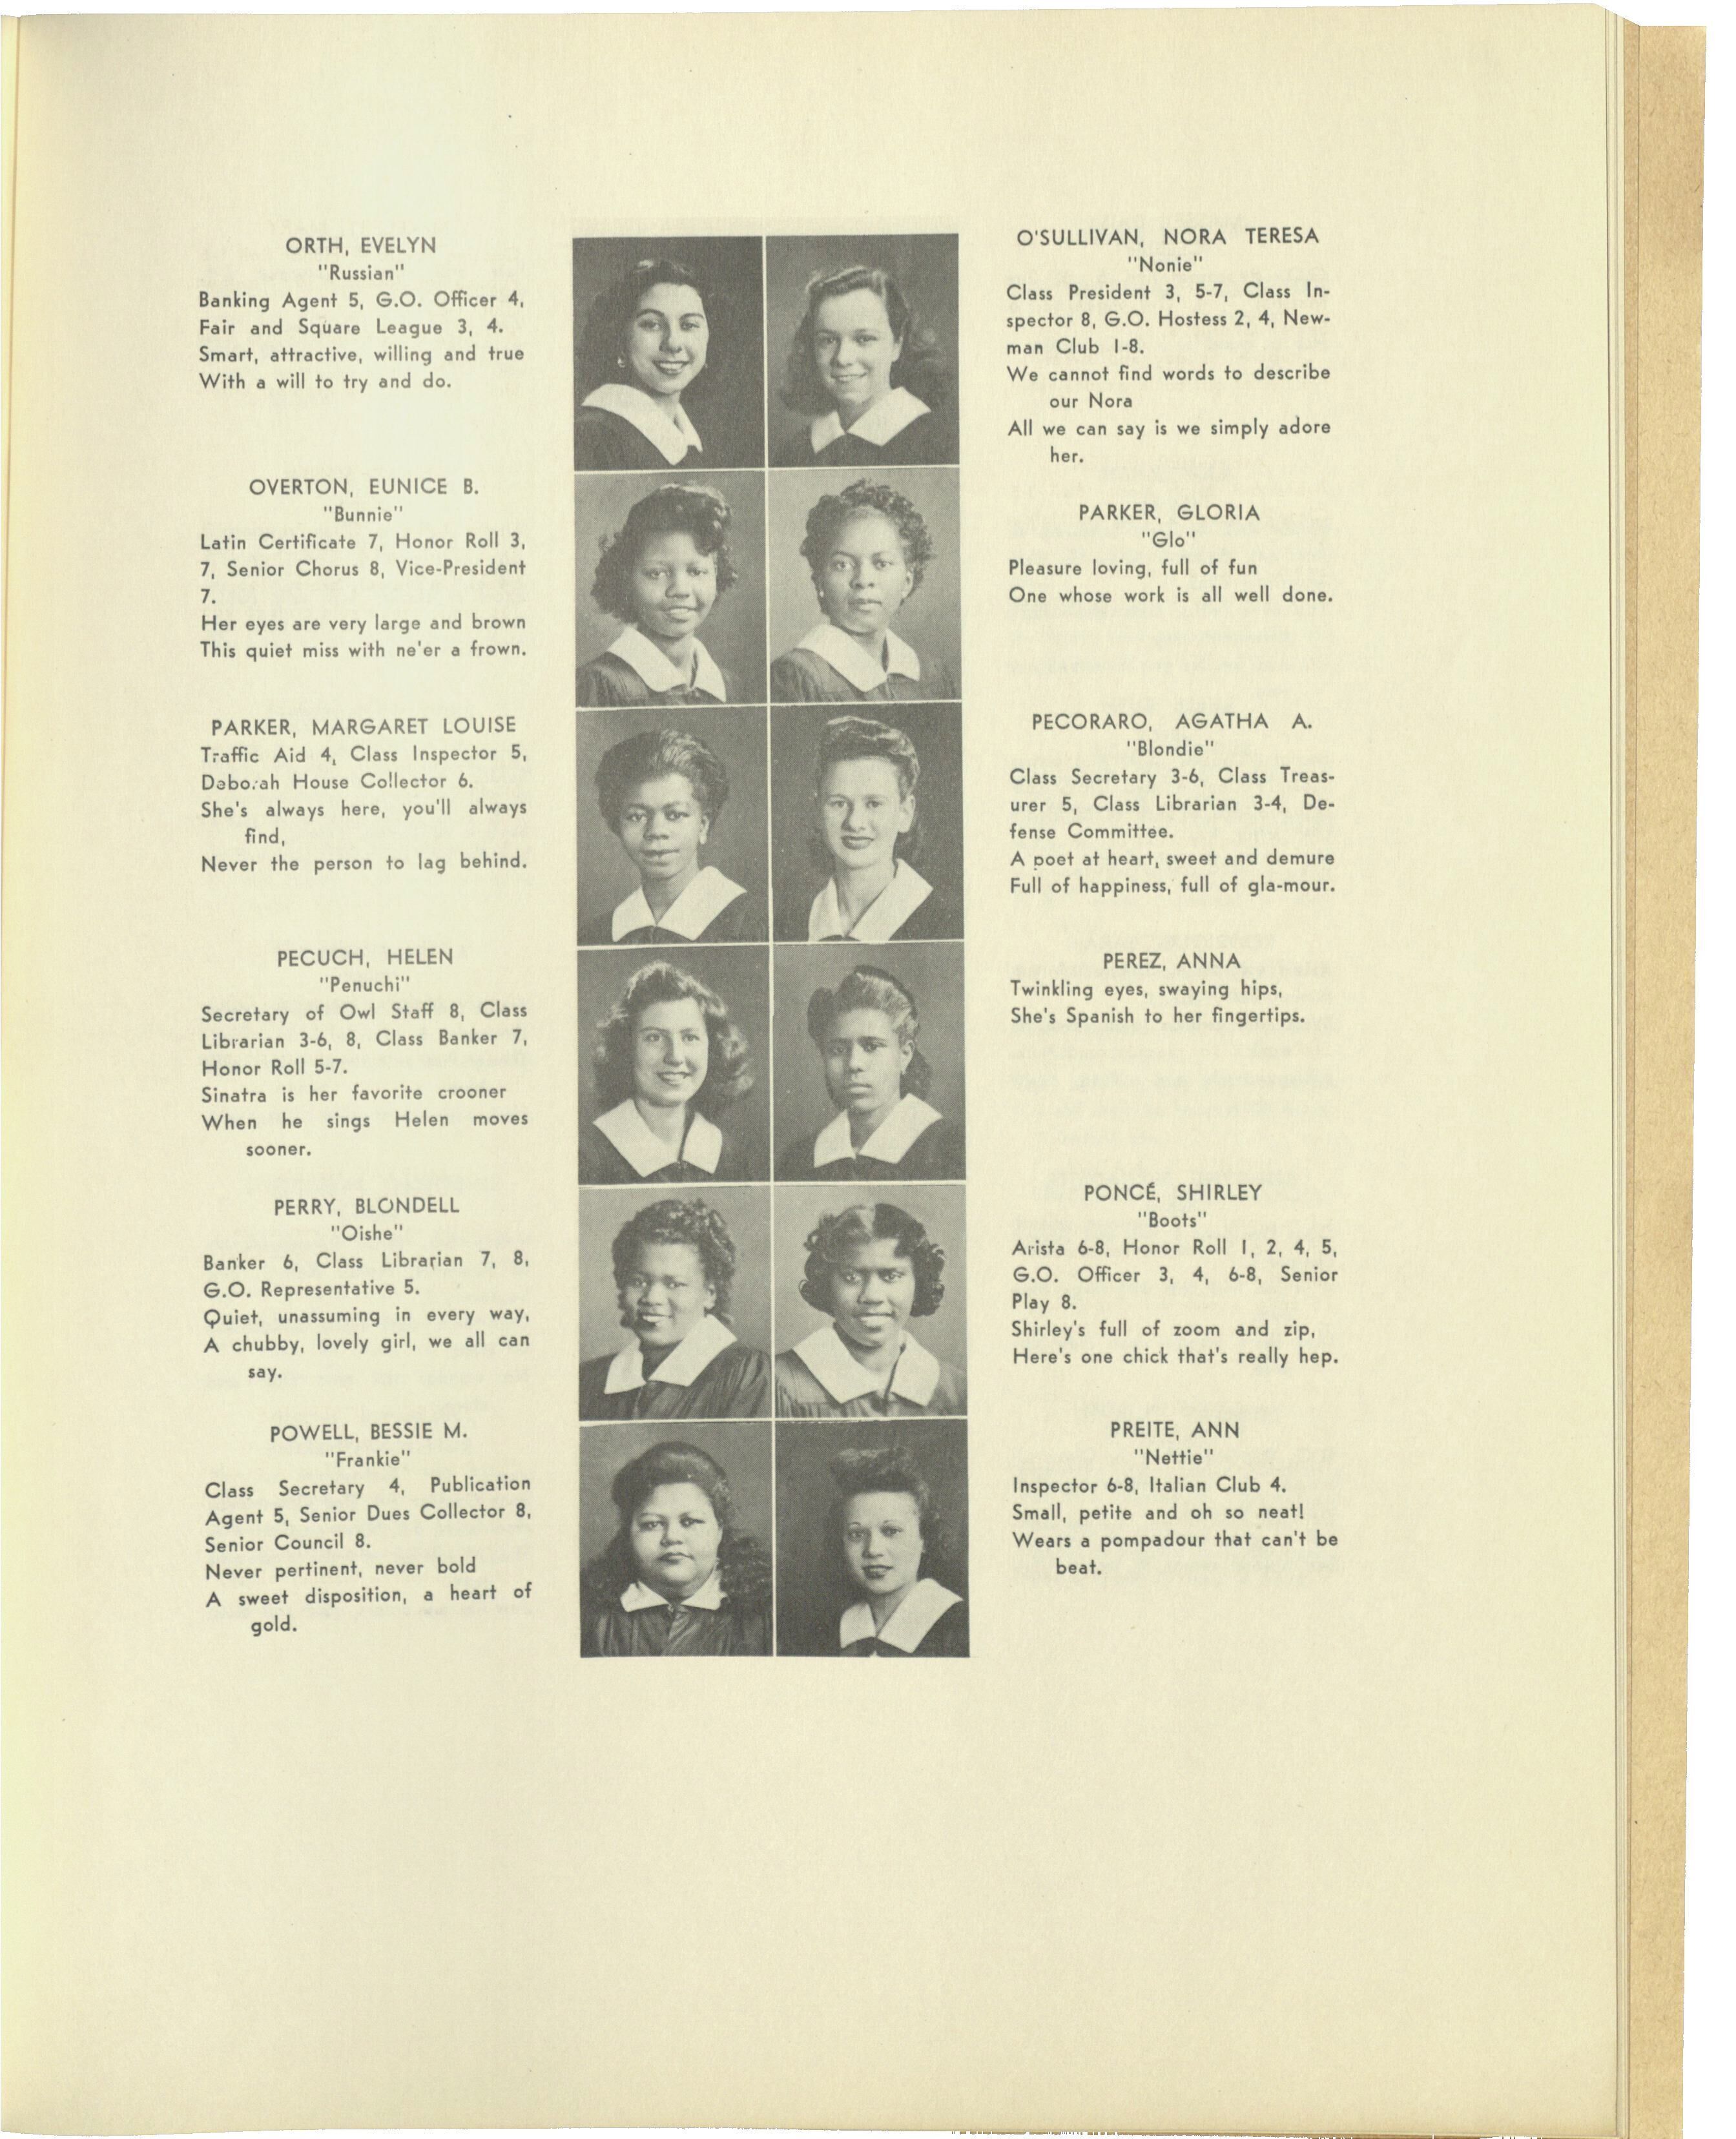 ORTH, EVELYN
"Russian"
Banking Agent 5, G.O. Officer 4,
Fair and Square League 3, 4.
Smart, attractive, willing and true
With a will to try and do.
OVERTON, EUNICE B.
"Bunnie"
Latin Certificate 7, Honor Roll 3,
7, Senior Chorus 8, Vice-President
7.
Her eyes are very large and brown
This quiet miss with ne'er a frown.
PARKER, MARGARET LOUISE
Traffic Aid 4, Class Inspector 5,
Deborah House Collector 6.
She's always here, you'll always
find,
Never the person to lag behind.
PECUCH, HELEN
"Penuchi"
Secretary of Owl Staff 8, Class
Librarian 3-6, 8, Class Banker 7,
Honor Roll 5-7.
Sinatra is her favorite crooner
When he sings Helen moves
sooner.
PERRY, BLONDELL
"Oishe"
Banker 6, Class Librarian 7, 8,
G.O. Representative 5.
Quiet, unassuming in every way,
A chubby, lovely girl, we all can
say.
POWELL, BESSIE M.
"Frankie"
Class Secretary 4, Publication
Agent 5, Senior Dues Collector 8,
Senior Council 8.
Never pertinent, never bold
A sweet disposition, a heart of
gold.
O'SULLIVAN, NORA TERESA
"Nonie"
Class President 3, 5-7, Class In-
spector 8, G.O. Hostess 2, 4, New-
man Club 1-8.
We cannot find words to describe
our Nora
All we can say is we simply adore
her.
PARKER, GLORIA
"Glo"
Pleasure loving, full of fun
One whose work is all well done.
PECORARO, AGATHA A.
"Blondie"
Class Secretary 3-6, Class Treas-
urer 5, Class Librarian 3-4, De-
fense Committee.
A poet at heart, sweet and demure
Full of happiness, full of gla-mour.
PEREZ, ANNA
Twinkling eyes, swaying hips,
She's Spanish to her fingertips.
PONCÉ, SHIRLEY
"Boots"
Arista 6-8, Honor Roll 1, 2, 4, 5,
G.O. Officer 3, 4, 6-8, Senior
Play 8.
Shirley's full of zoom and zip,
Here's one chick that's really hep.
PREITE, ANN
"Nettie"
Inspector 6-8, Italian Club 4.
Small, petite and oh so neat!
Wears a pompadour that can't be
beat.